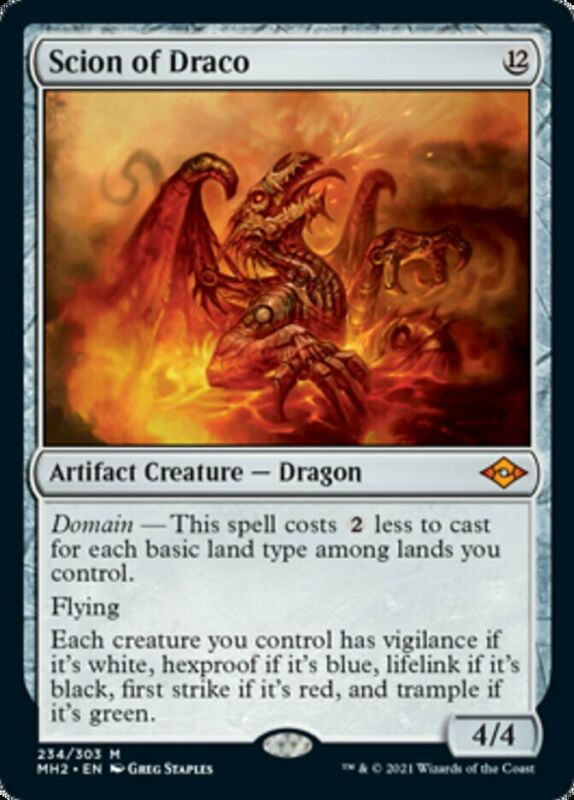 Scion of Draco 12
Artifact Creature — Dragon
Domain — This spell costs 2 less to cast
for each basic land type among lands you
control.
Flying
Each creature you control has vigilance if
it's white, hexproof if it's blue, lifelink if it's
black, first strike if it's red, and trample if
it's green.
4/4
234/303 M
MH2 • EN Greg Staples
™ & © 2021 Wizards of the Coast